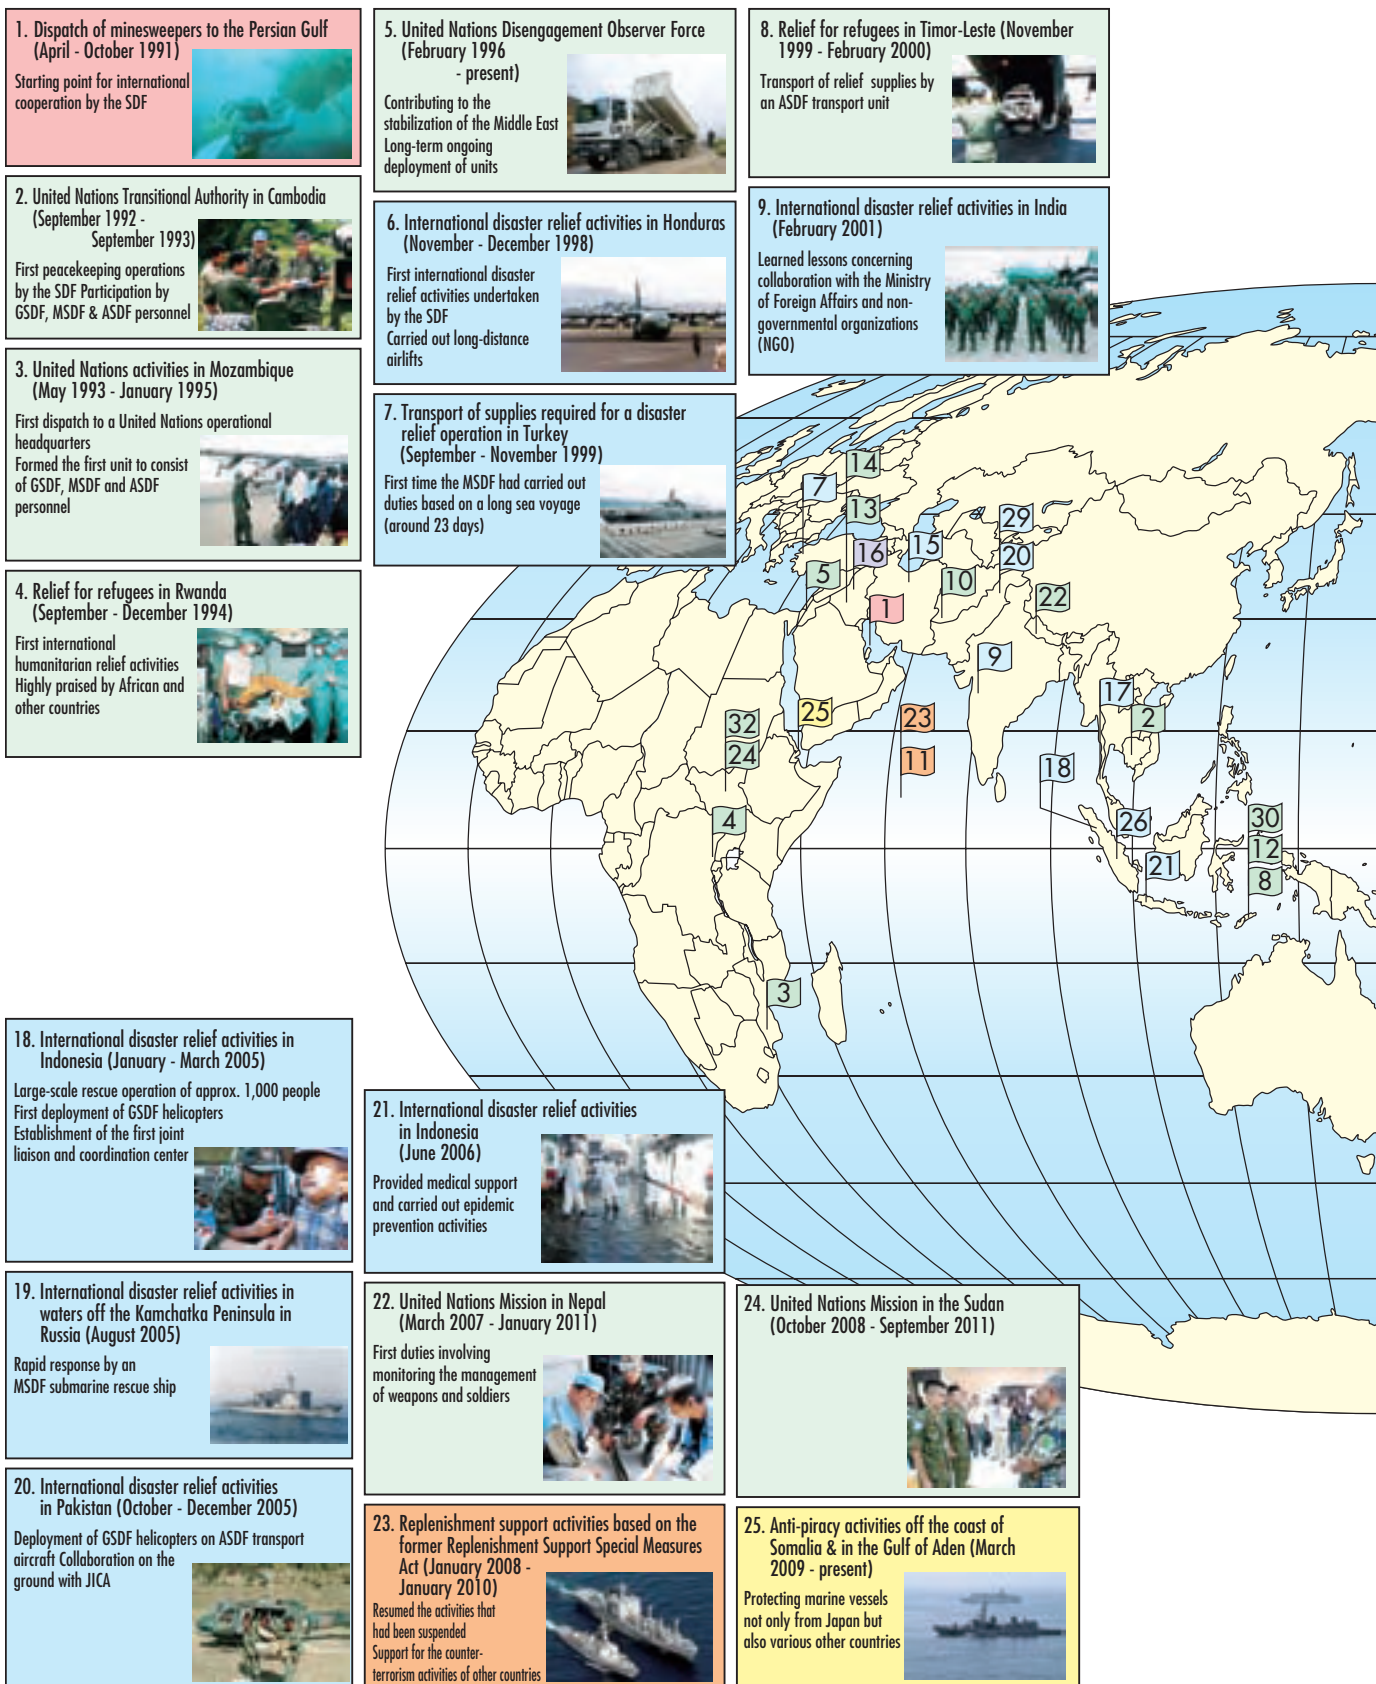 1. Dispatch of minesweepers to the Persian Gulf
(April - October 1991)
Starting point for international
cooperation by the SDF
2. United Nations Transitional Authority in Cambodia
(September 1992 -
September 1993)
First peacekeeping operations
by the SDF Participation by
GSDF, MSDF & ASDF personnel
3. United Nations activities in Mozambique
(May 1993 - January 1995)
First dispatch to a United Nations operational
headquarters
Formed the first unit to consist
of GSDF, MSDF and ASDF
personnel
4. Relief for refugees in Rwanda
(September - December 1994)
First international
humanitarian relief activities
Highly praised by African and
other countries
5. United Nations Disengagement Observer Force
(February 1996
- present)
Contributing to the
stabilization of the Middle East
Long-term ongoing
deployment of units
6. International disaster relief activities in Honduras
(November - December 1998)
First international disaster
relief activities undertaken
by the SDF
Carried out long-distance
airlifts
7. Transport of supplies required for a disaster
relief operation in Turkey
(September - November 1999)
First time the MSDF had carried out
duties based on a long sea voyage
(around 23 days)
8. Relief for refugees in Timor-Leste (November
1999 - February 2000)
Transport of relief supplies by
an ASDF transport unit
9. International disaster relief activities in India
(February 2001)
Learned lessons concerning
collaboration with the Ministry
of Foreign Affairs and non-
governmental organizations
(NGO)
14
7
13
29
16
15
20
5
10
22
1
9
17
25
23
2
32
24
11
18
4
26
30
12
21
8
3
18. International disaster relief activities in
Indonesia (January - March 2005)
Large-scale rescue operation of approx. 1,000 people
First deployment of GSDF helicopters
Establishment of the first joint
liaison and coordination center
19. International disaster relief activities in
waters off the Kamchatka Peninsula in
Russia (August 2005)
Rapid response by an
MSDF submarine rescue ship
20. International disaster relief activities
in Pakistan (October - December 2005)
Deployment of GSDF helicopters on ASDF transport
aircraft Collaboration on the
ground with JICA
21. International disaster relief activities
in Indonesia
(June 2006)
Provided medical support
and carried out epidemic
prevention activities
22. United Nations Mission in Nepal
(March 2007 - January 2011)
First duties involving
monitoring the management
of weapons and soldiers
23. Replenishment support activities based on the
former Replenishment Support Special Measures
Act (January 2008 -
January 2010)
Resumed the activities that
had been suspended
Support for the counter-
terrorism activities of other countries
24. United Nations Mission in the Sudan
(October 2008 - September 2011)
25. Anti-piracy activities off the coast of
Somalia & in the Gulf of Aden (March
2009 - present)
Protecting marine vessels
not only from Japan but
also various other countries